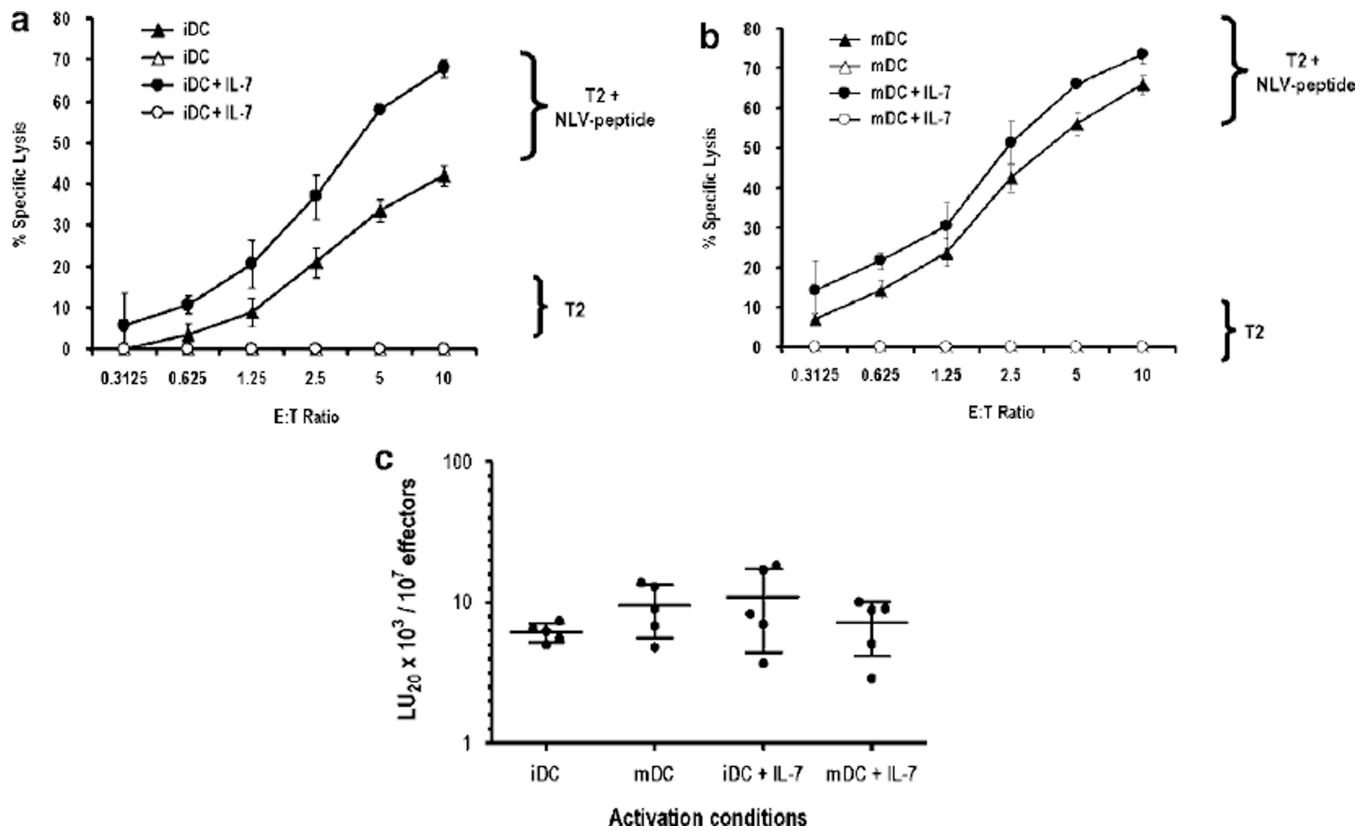 a
80
70
60
50
40
30
20
10
0
% Specific Lysis
iDC
iDC
iDC + IL-7
iDC + IL-7
T2 +
NLV-peptide
T2
0.3125 0.625 1.25 2.5 5 10
E:T Ratio
b
80
70
60
50
40
30
20
10
0
% Specific Lysis
mDC
mDC
mDC + IL-7
mDC + IL-7
T2 +
NLV-peptide
T2
0.3125 0.625 1.25 2.5 5 10
E:T Ratio
c
100
10
1
LU20 x 10³ / 10⁷ effectors
iDC mDC iDC + IL-7 mDC + IL-7
Activation conditions